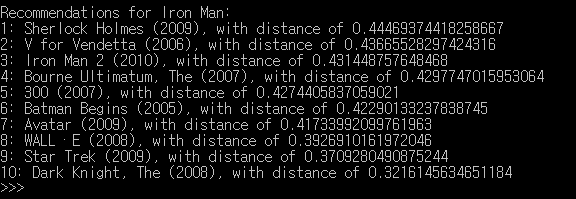 Recommendations for Iron Man:
1: Sherlock Holmes (2009), with distance of 0.44469374418258667
2: V for Vendetta (2006), with distance of 0.43665528297424316
3: Iron Man 2 (2010), with distance of 0.431448757648468
4: Bourne Ultimatum, The (2007), with distance of 0.4297747015953064
5: 300 (2007), with distance of 0.4274405837059021
6: Batman Begins (2005), with distance of 0.42290133237838745
7: Avatar (2009), with distance of 0.41733992099761963
8: WALL·E (2008), with distance of 0.3926910161972046
9: Star Trek (2009), with distance of 0.3709280490875244
10: Dark Knight, The (2008), with distance of 0.3216145634651184
>>>